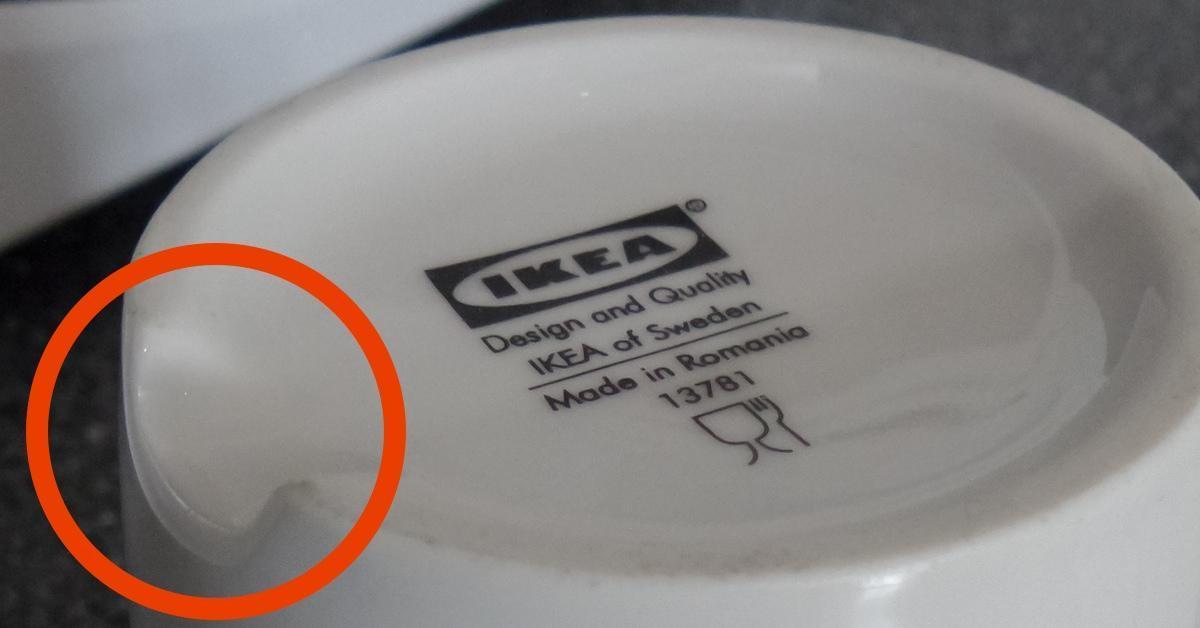 IKEA®
Design and Quality
IKEA of Sweden
Made in Romania
13781